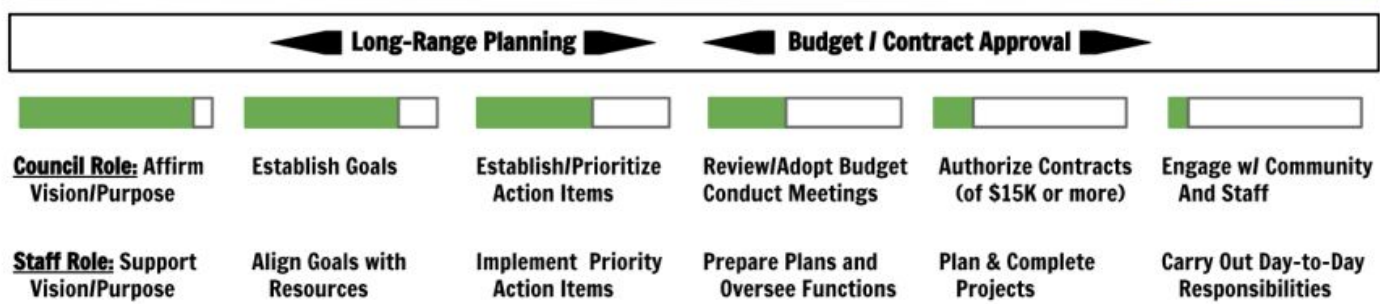 Long-Range Planning Budget / Contract Approval
Council Role: Affirm Vision/Purpose
Establish Goals
Establish/Prioritize Action Items
Review/Adopt Budget Conduct Meetings
Authorize Contracts (of $15K or more)
Engage w/ Community And Staff
Staff Role: Support Vision/Purpose
Align Goals with Resources
Implement Priority Action Items
Prepare Plans and Oversee Functions
Plan & Complete Projects
Carry Out Day-to-Day Responsibilities